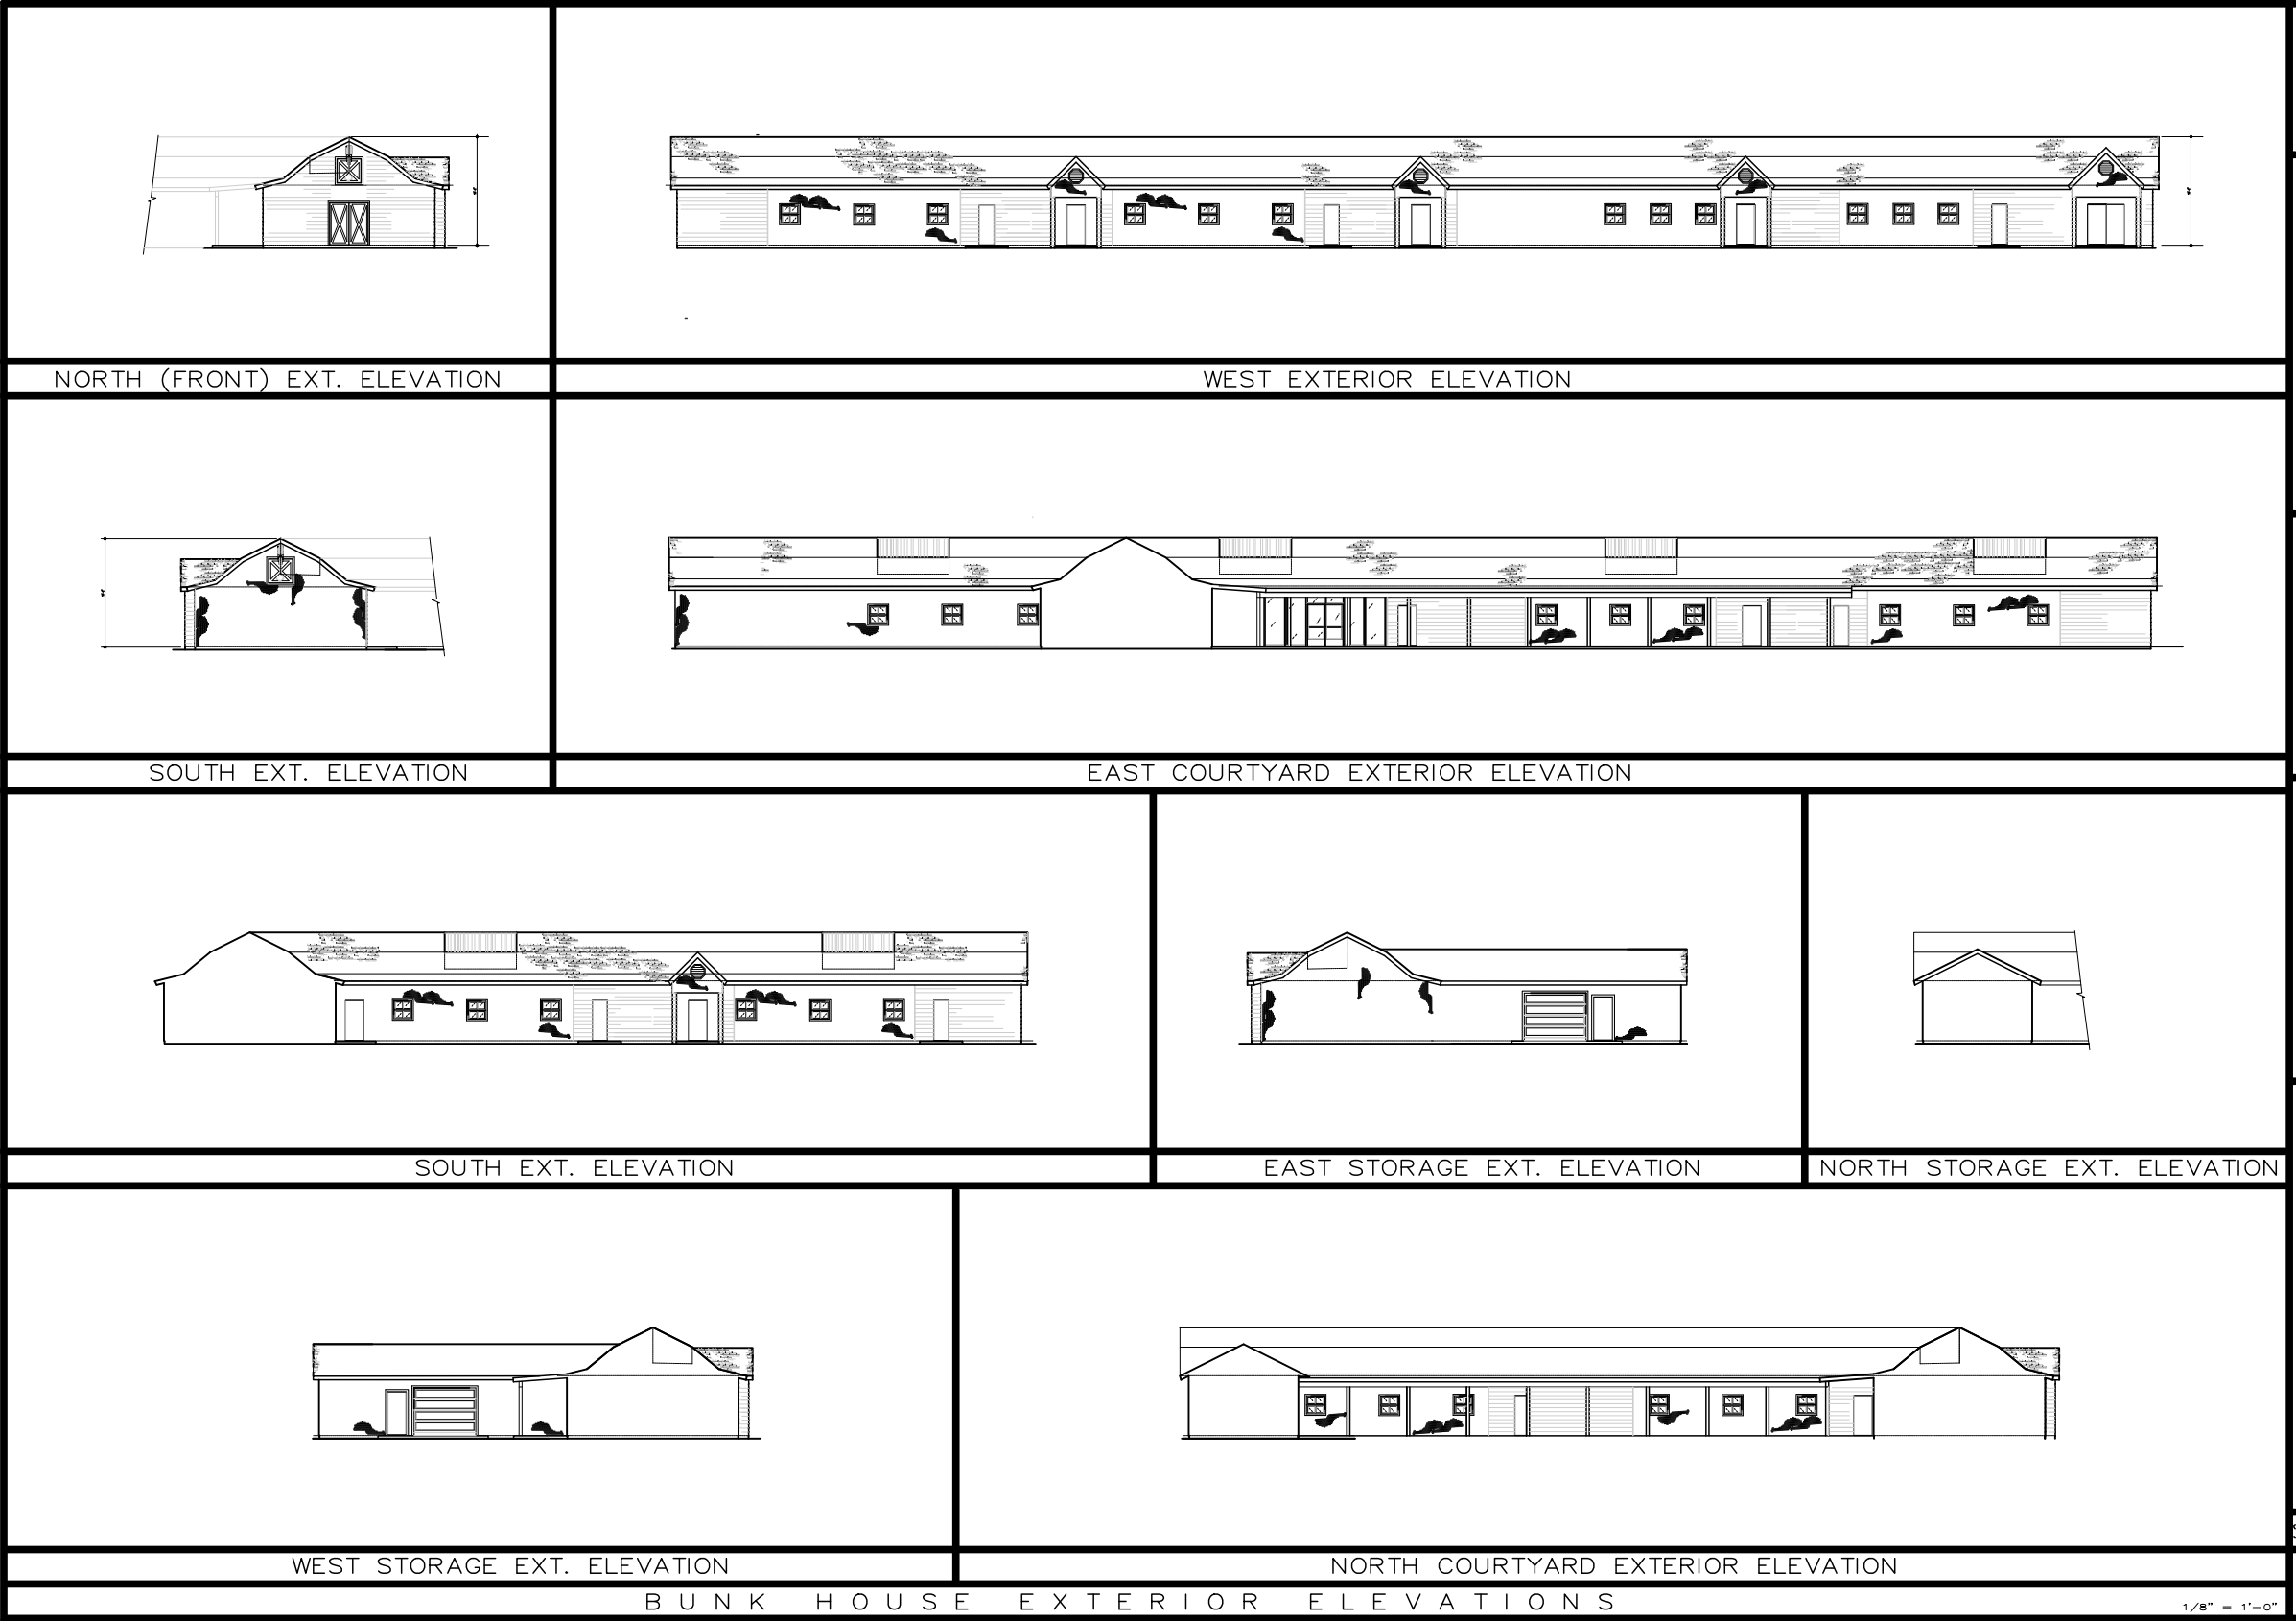 NORTH (FRONT) EXT. ELEVATION
WEST EXTERIOR ELEVATION
SOUTH EXT. ELEVATION
EAST COURTYARD EXTERIOR ELEVATION
SOUTH EXT. ELEVATION
EAST STORAGE EXT. ELEVATION
NORTH STORAGE EXT. ELEVATION
WEST STORAGE EXT. ELEVATION
NORTH COURTYARD EXTERIOR ELEVATION
BUNK HOUSE EXTERIOR ELEVATIONS
1/8" = 1'-0"